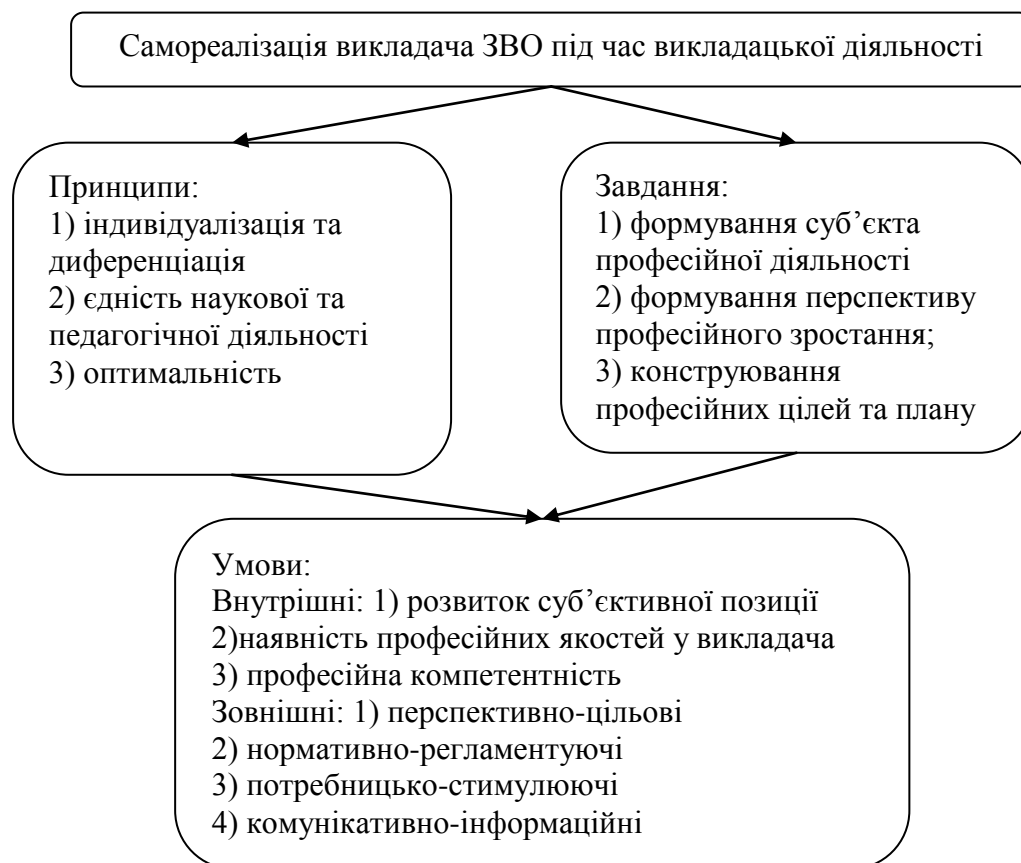 Самореалізація викладача ЗВО під час викладацької діяльності
Принципи:
1) індивідуалізація та
диференціація
2) єдність наукової та
педагогічної діяльності
3) оптимальність
Завдання:
1) формування суб’єкта
професійної діяльності
2) формування перспективу
професійного зростання;
3) конструювання
професійних цілей та плану
Умови:
Внутрішні: 1) розвиток суб’єктивної позиції
2)наявність професійних якостей у викладача
3) професійна компетентність
Зовнішні: 1) перспективно-цільові
2) нормативно-регламентуючі
3) потребницько-стимулюючі
4) комунікативно-інформаційні